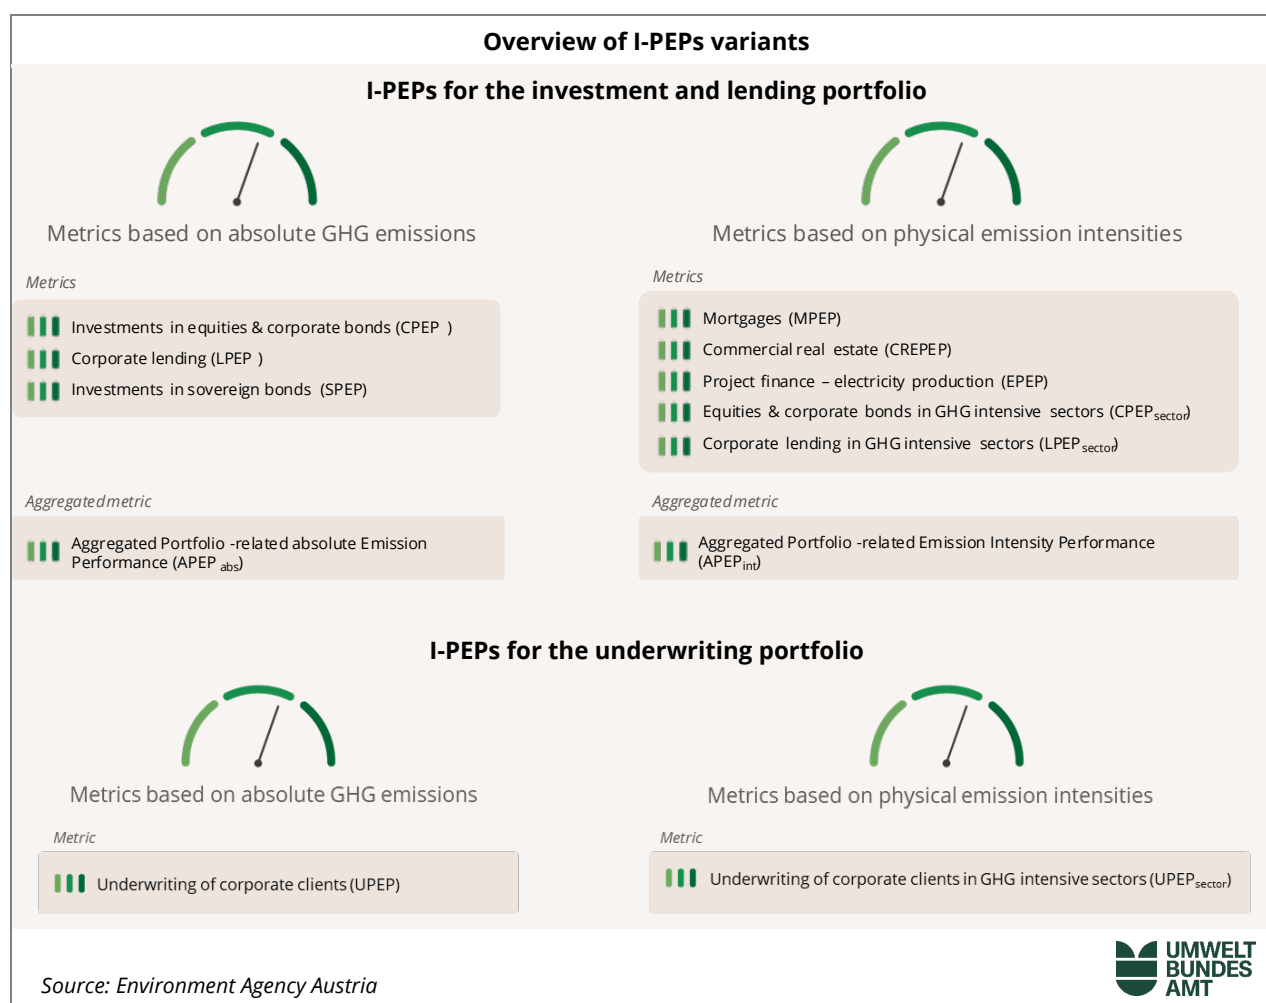 Overview of I-PEPs variants
I-PEPs for the investment and lending portfolio
Metrics based on absolute GHG emissions
Metrics
Investments in equities & corporate bonds (CPEP )
Corporate lending (LPEP )
Investments in sovereign bonds (SPEP)
Aggregated metric
Aggregated Portfolio -related absolute Emission
Performance (APEP abs)
Metrics based on physical emission intensities
Metrics
Mortgages (MPEP)
Commercial real estate (CREPEP)
Project finance – electricity production (EPEP)
Equities & corporate bonds in GHG intensive sectors (CPEPsector)
Corporate lending in GHG intensive sectors (LPEPsector)
Aggregated metric
Aggregated Portfolio -related Emission Intensity Performance
(APEPint)
I-PEPs for the underwriting portfolio
Metrics based on absolute GHG emissions
Metric
Underwriting of corporate clients (UPEP)
Metrics based on physical emission intensities
Metric
Underwriting of corporate clients in GHG intensive sectors (UPEPsector)
Source: Environment Agency Austria
UMWELT
BUNDES
AMT